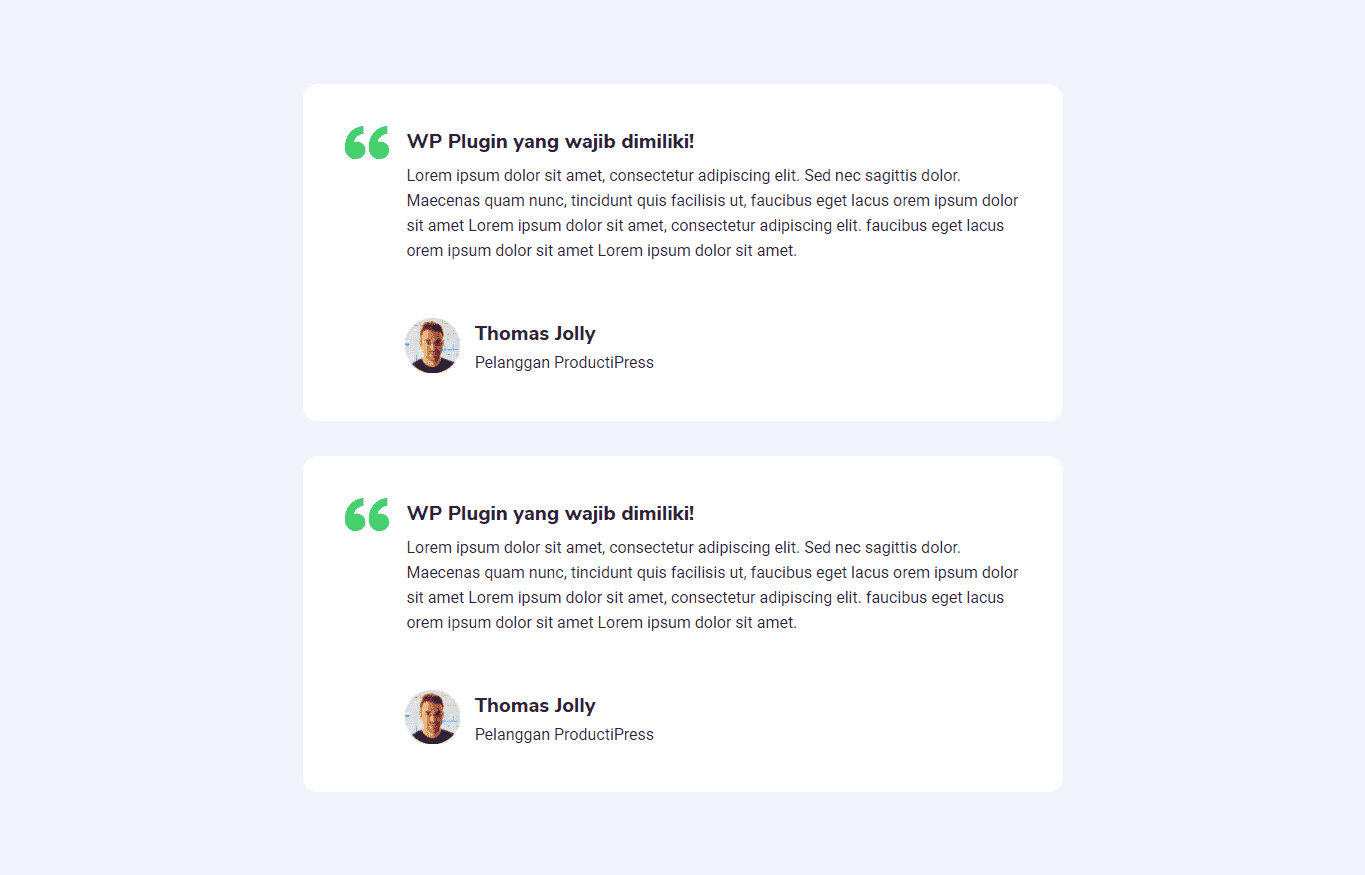 WP Plugin yang wajib dimiliki!
Lorem ipsum dolor sit amet, consectetur adipiscing elit. Sed nec sagittis dolor.
Maecenas quam nunc, tincidunt quis facilisis ut, faucibus eget lacus orem ipsum dolor
sit amet Lorem ipsum dolor sit amet, consectetur adipiscing elit. faucibus eget lacus
orem ipsum dolor sit amet Lorem ipsum dolor sit amet.
Thomas Jolly
Pelanggan ProductiPress
WP Plugin yang wajib dimiliki!
Lorem ipsum dolor sit amet, consectetur adipiscing elit. Sed nec sagittis dolor.
Maecenas quam nunc, tincidunt quis facilisis ut, faucibus eget lacus orem ipsum dolor
sit amet Lorem ipsum dolor sit amet, consectetur adipiscing elit. faucibus eget lacus
orem ipsum dolor sit amet Lorem ipsum dolor sit amet.
Thomas Jolly
Pelanggan ProductiPress